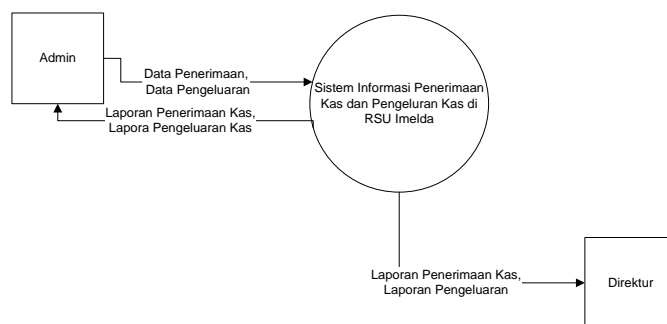 Admin
Data Penerimaan,
Data Pengeluaran
Laporan Penerimaan Kas,
Lapora Pengeluaran Kas
Sistem Informasi Penerimaan
Kas dan Pengeluran Kas di
RSU Imelda
Laporan Penerimaan Kas,
Laporan Pengeluaran
Direktur